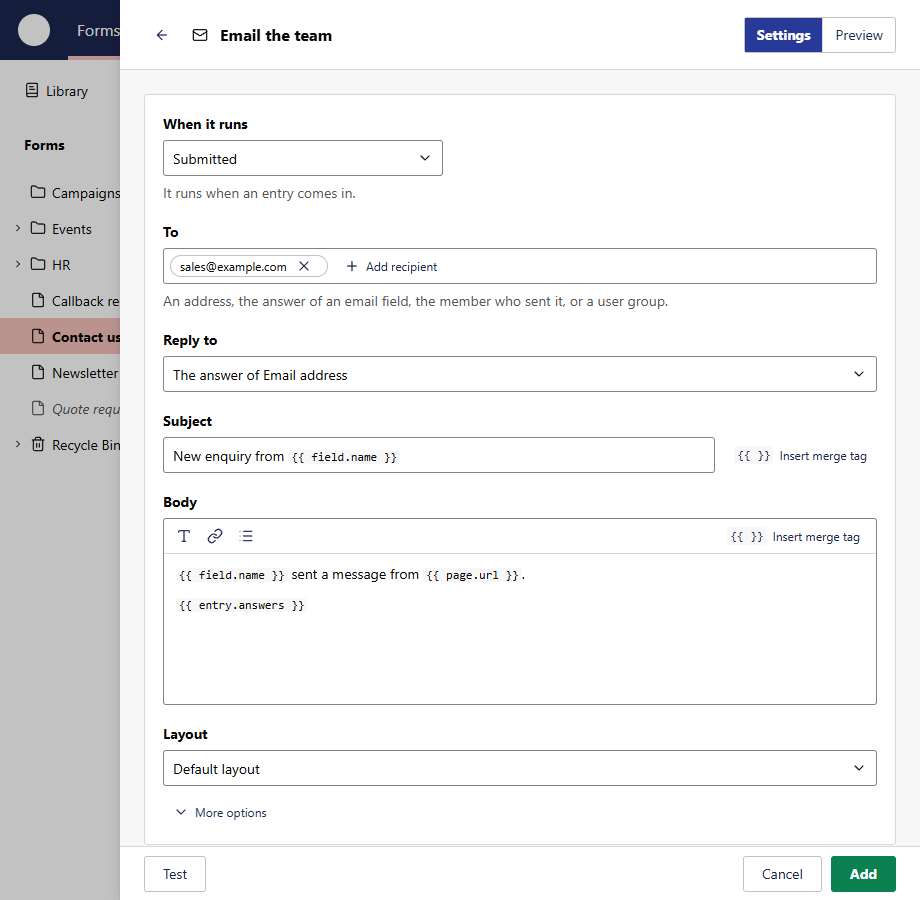 Forms
Email the team
Settings
Preview
Library
Forms
Campaigns
Events
HR
Callback re
Contact us
Newsletter
Quote requ
Recycle Bin
When it runs
Submitted
It runs when an entry comes in.
To
sales@example.com
Add recipient
An address, the answer of an email field, the member who sent it, or a user group.
Reply to
The answer of Email address
Subject
New enquiry from {{ field.name }}
{{ }} Insert merge tag
Body
{{ }} Insert merge tag
{{ field.name }} sent a message from {{ page.url }}.
{{ entry.answers }}
Layout
Default layout
More options
Test
Cancel
Add